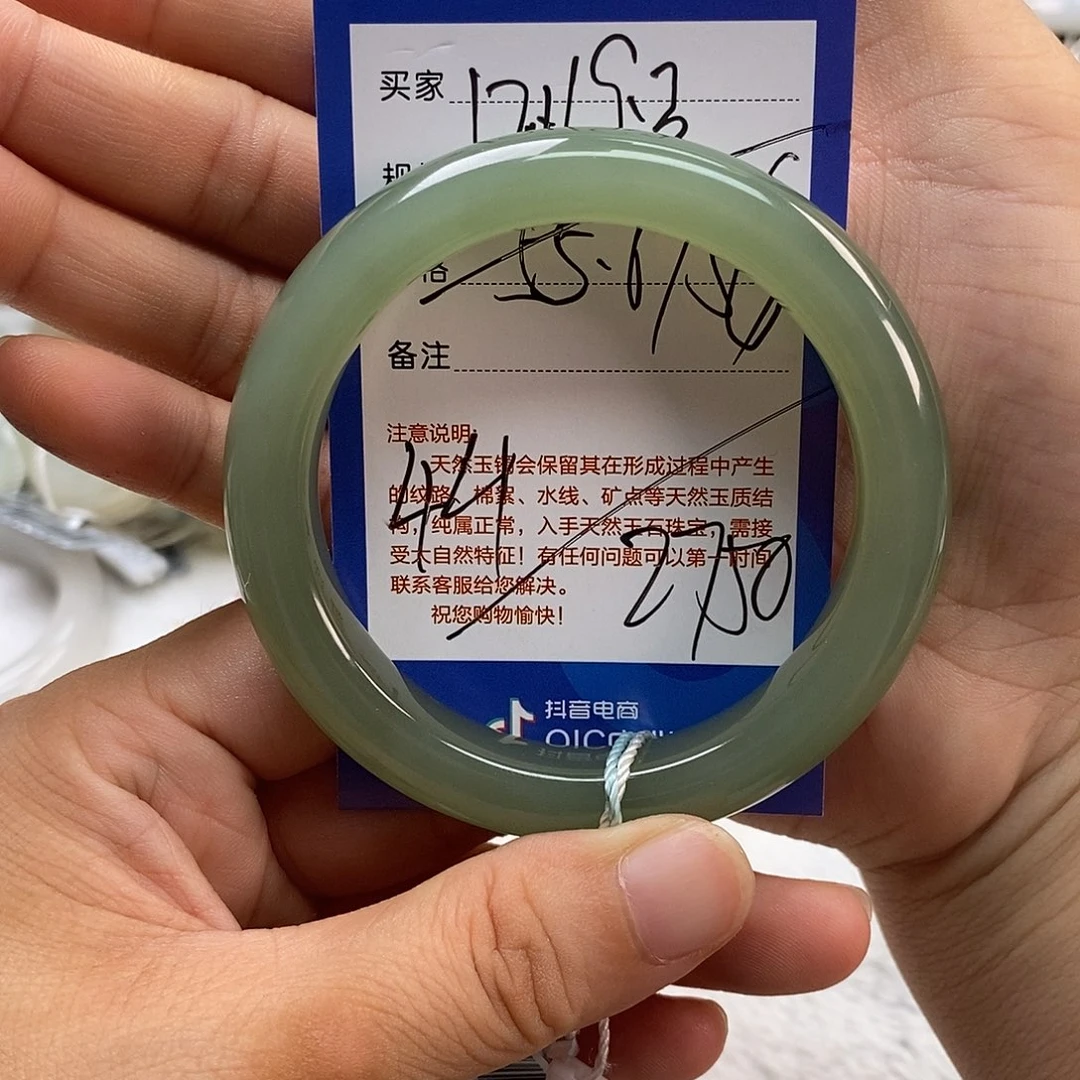 买家
格
备注
注意说明:
天然玉镯会保留其在形成过程中产生
的纹路、棉絮、水线、矿点等天然玉质结
构，纯属正常，入手天然玉石珠宝，需接
受大自然特征！有任何问题可以第一时间
联系客服给您解决。
44
2750
祝您购物愉快!
抖音电商
QIC